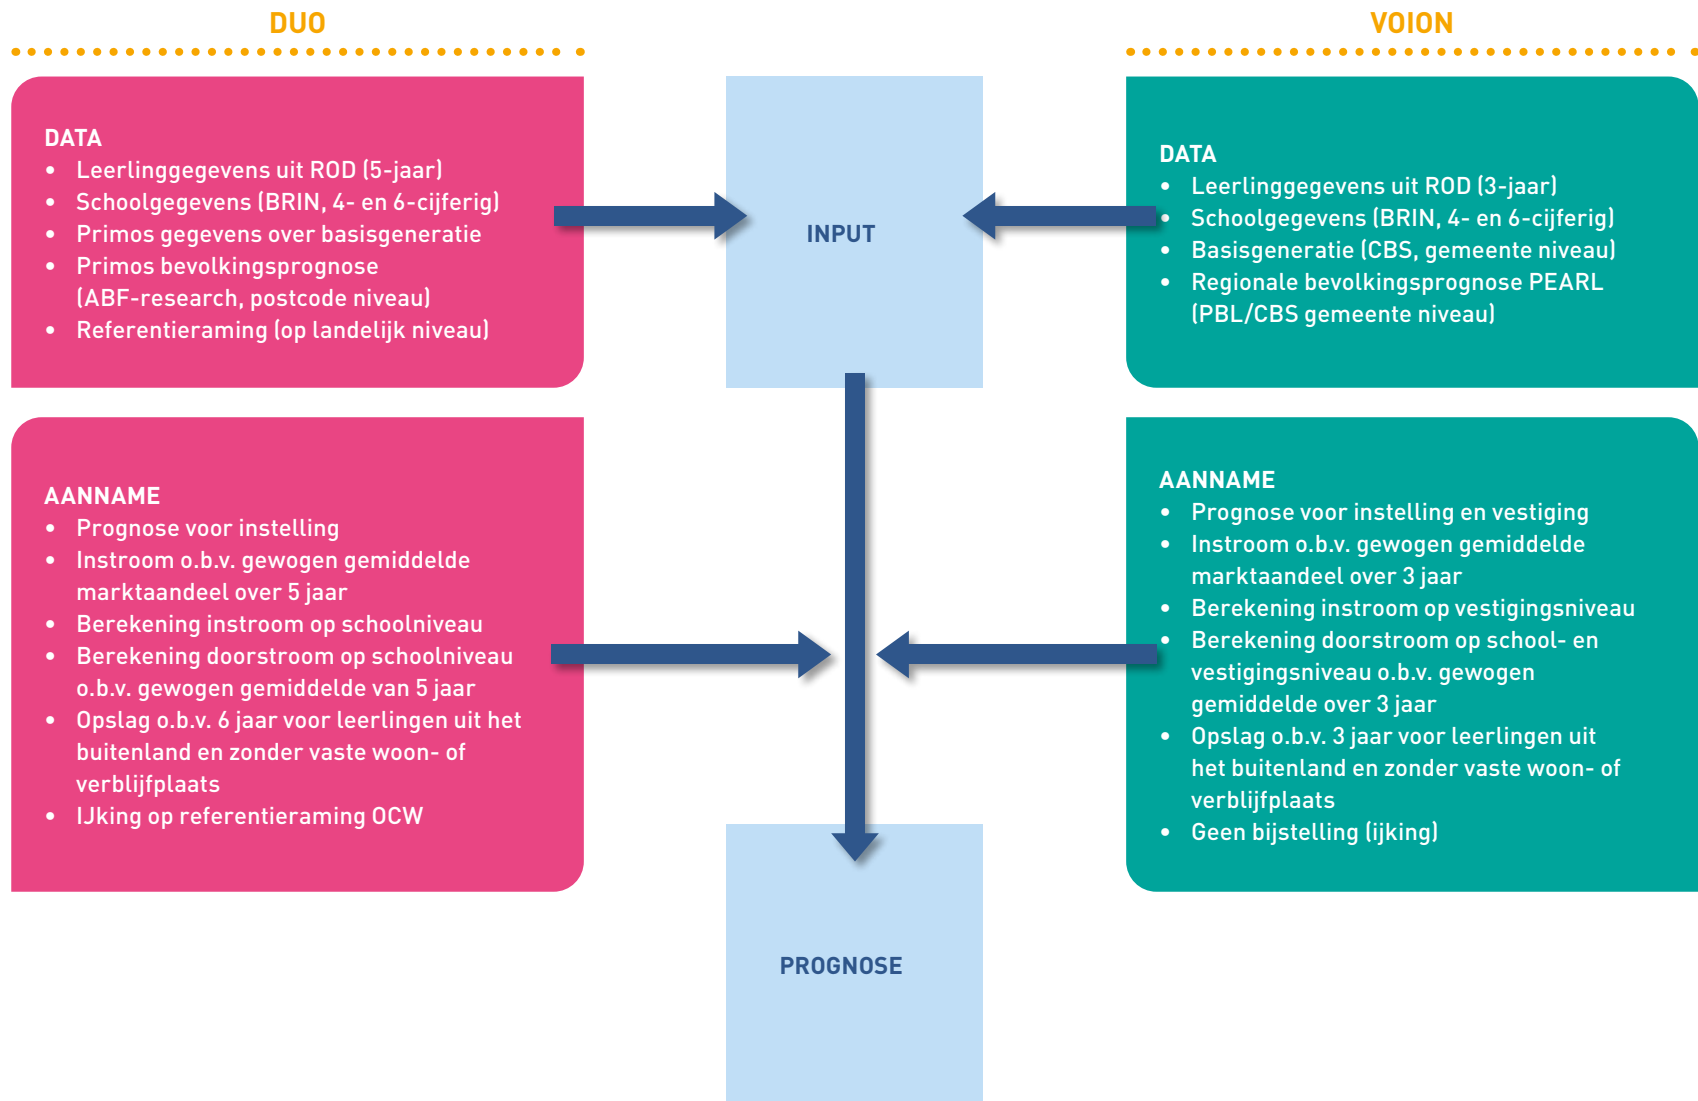 DUO
DATA
• Leerlinggegevens uit ROD (5-jaar)
• Schoolgegevens (BRIN, 4- en 6-cijferig)
• Primos gegevens over basisgeneratie
• Primos bevolkingsprognose
(ABF-research, postcode niveau)
• Referentieraming (op landelijk niveau)
AANNAME
• Prognose voor instelling
• Instroom o.b.v. gewogen gemiddelde
marktaandeel over 5 jaar
• Berekening instroom op schoolniveau
• Berekening doorstroom op schoolniveau
o.b.v. gewogen gemiddelde van 5 jaar
• Opslag o.b.v. 6 jaar voor leerlingen uit het
buitenland en zonder vaste woon- of
verblijfplaats
• IJking op referentieraming OCW
INPUT
PROGNOSE
VOION
DATA
• Leerlinggegevens uit ROD (3-jaar)
• Schoolgegevens (BRIN, 4- en 6-cijferig)
• Basisgeneratie (CBS, gemeente niveau)
• Regionale bevolkingsprognose PEARL
(PBL/CBS gemeente niveau)
AANNAME
• Prognose voor instelling en vestiging
• Instroom o.b.v. gewogen gemiddelde
marktaandeel over 3 jaar
• Berekening instroom op vestigingsniveau
• Berekening doorstroom op school- en
vestigingsniveau o.b.v. gewogen
gemiddelde over 3 jaar
• Opslag o.b.v. 3 jaar voor leerlingen uit
het buitenland en zonder vaste woon- of
verblijfplaats
• Geen bijstelling (ijking)